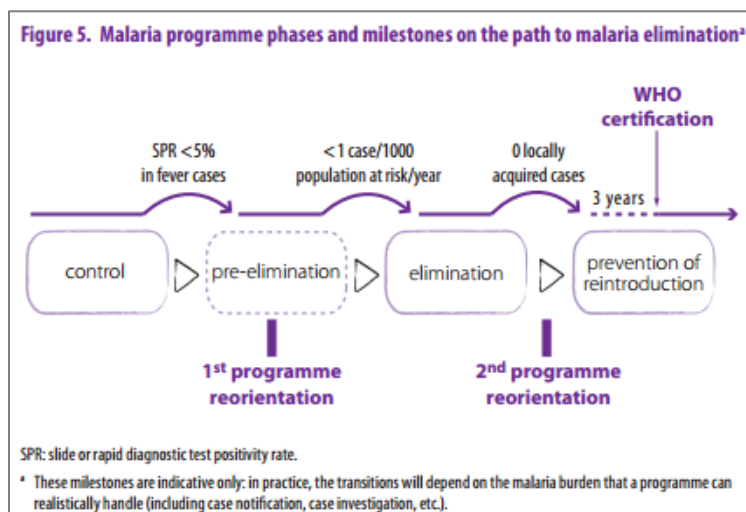 Figure 5. Malaria programme phases and milestones on the path to malaria eliminationª
WHO
certification
SPR <5%
in fever cases
<1 case/1000
population at risk/year
0 locally
acquired cases
3 years
control
pre-elimination
elimination
prevention of
reintroduction
1st programme
reorientation
2nd programme
reorientation
SPR: slide or rapid diagnostic test positivity rate.
ª These milestones are indicative only: in practice, the transitions will depend on the malaria burden that a programme can
realistically handle (including case notification, case investigation, etc.).